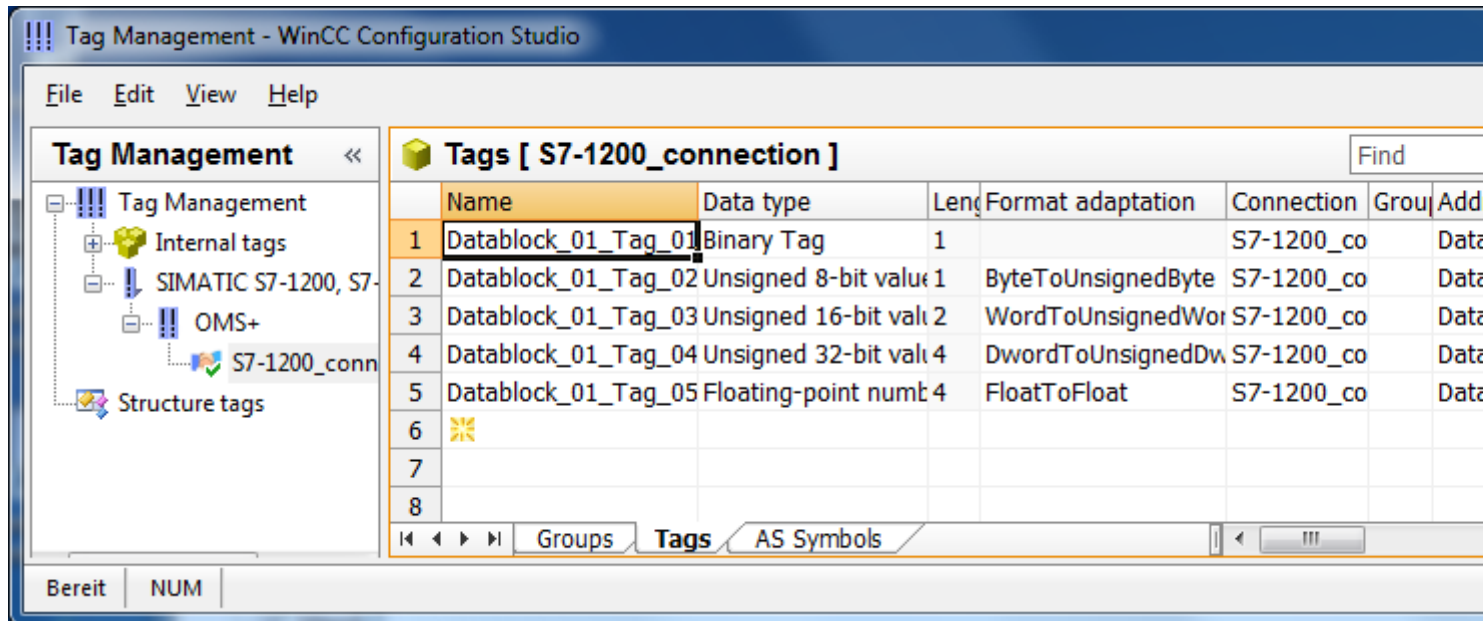 Tag Management - WinCC Configuration Studio
File Edit View Help
Tag Management «
Tags [ S7-1200_connection ]
Find
Tag Management
Internal tags
SIMATIC S7-1200, S7-
OMS+
S7-1200_conn
Structure tags
Name Data type Leng Format adaptation Connection Group Add
1 Datablock_01_Tag_01 Binary Tag 1 S7-1200_co Data
2 Datablock_01_Tag_02 Unsigned 8-bit value 1 ByteToUnsignedByte S7-1200_co Data
3 Datablock_01_Tag_03 Unsigned 16-bit valu 2 WordToUnsignedWor S7-1200_co Data
4 Datablock_01_Tag_04 Unsigned 32-bit valu 4 DwordToUnsignedDw S7-1200_co Data
5 Datablock_01_Tag_05 Floating-point numb 4 FloatToFloat S7-1200_co Data
6
7
8
Groups Tags AS Symbols
Bereit NUM